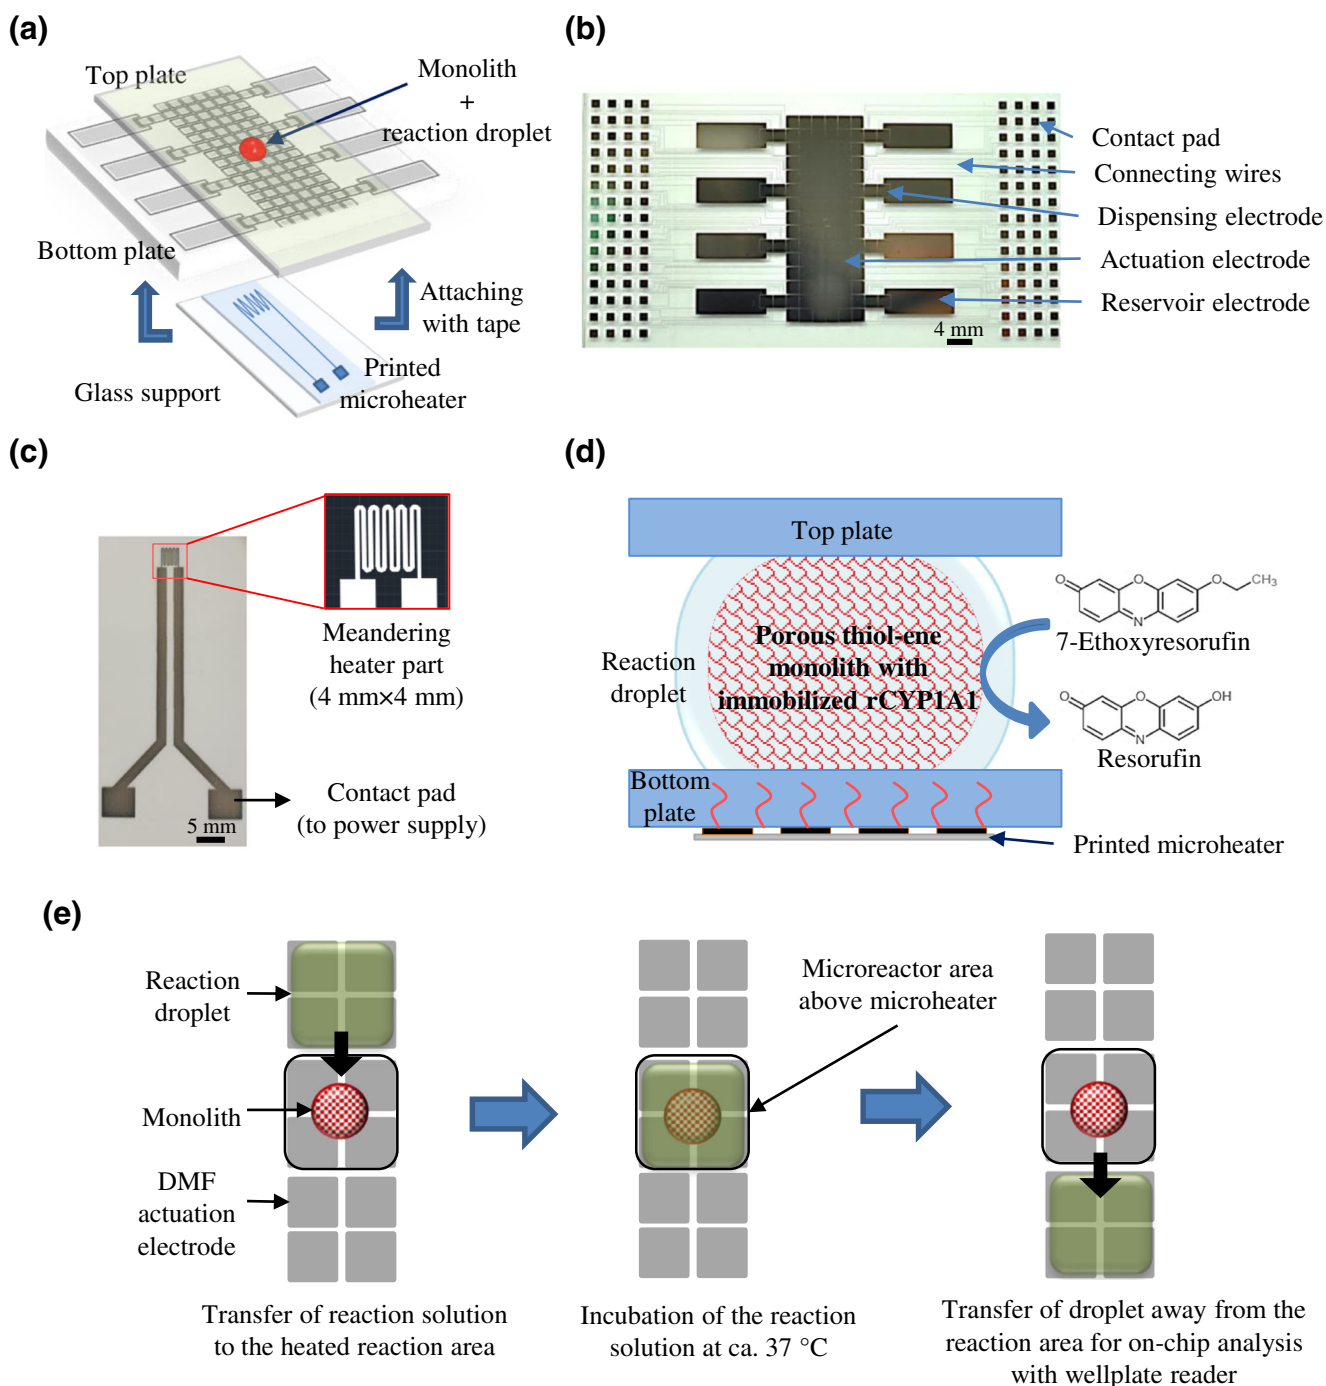 (a)
Top plate
Monolith
+
reaction droplet
Bottom plate
Attaching
with tape
Glass support
Printed
microheater
(b)
Contact pad
Connecting wires
Dispensing electrode
Actuation electrode
Reservoir electrode
4 mm
(c)
Meandering
heater part
(4 mm×4 mm)
Contact pad
(to power supply)
5 mm
(d)
Top plate
Reaction
droplet
Porous thiol-ene
monolith with
immobilized rCYP1A1
O
O
O
CH3
N
7-Ethoxyresorufin
O
O
OH
N
Resorufin
Bottom
plate
Printed microheater
(e)
Reaction
droplet
Monolith
DMF
actuation
electrode
Microreactor area
above microheater
Transfer of reaction solution
to the heated reaction area
Incubation of the reaction
solution at ca. 37 °C
Transfer of droplet away from the
reaction area for on-chip analysis
with wellplate reader